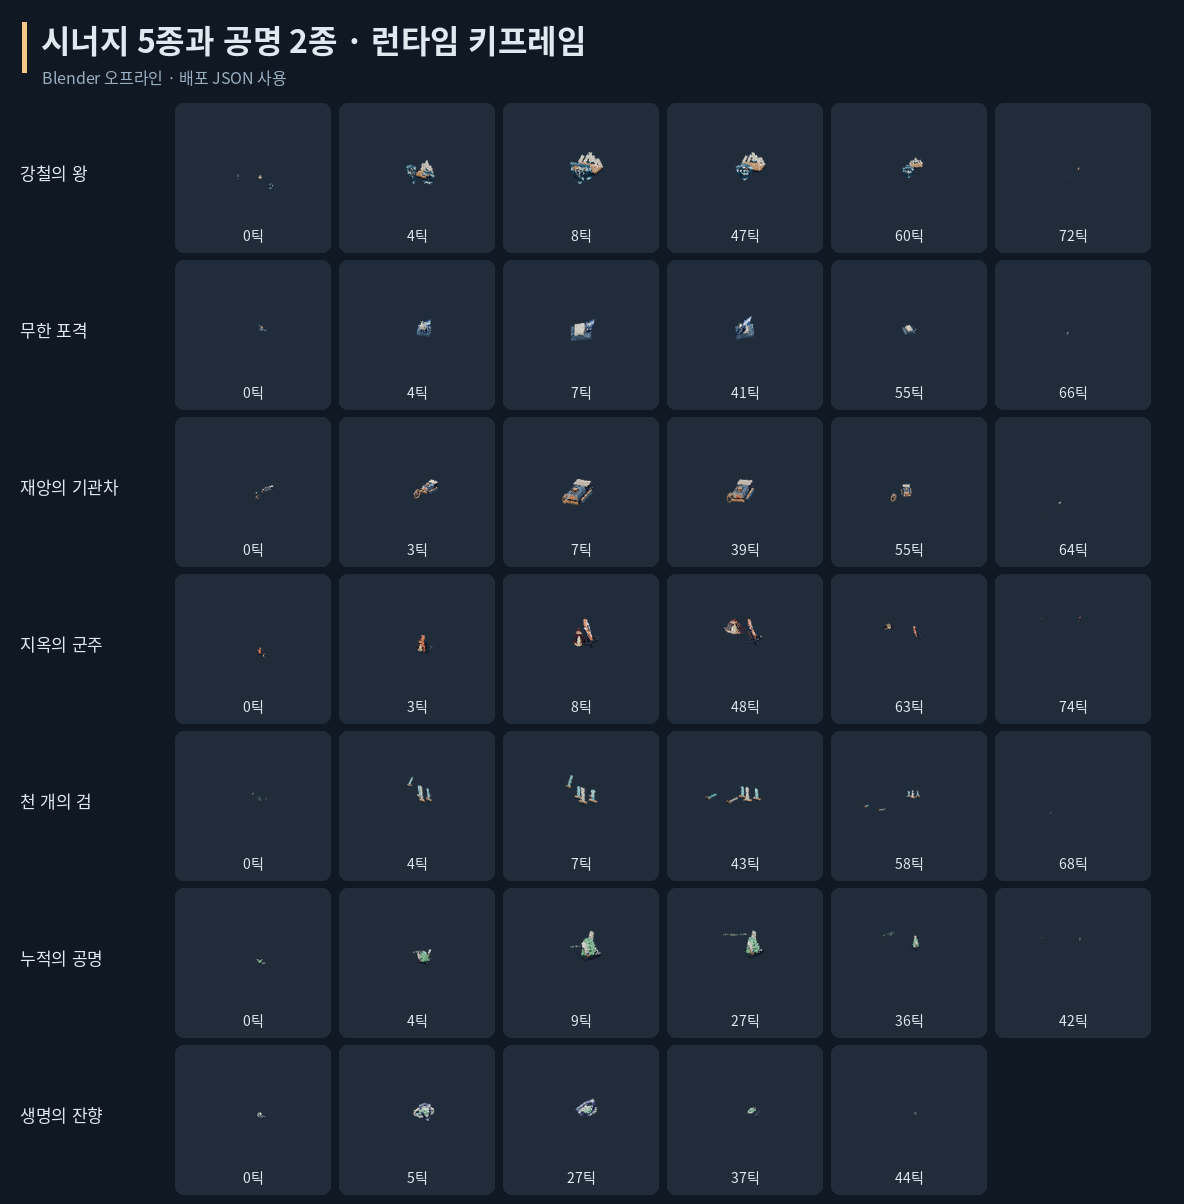 시너지 5종과 공명 2종 · 런타임 키프레임
Blender 오프라인 · 배포 JSON 사용
강철의 왕
0틱 4틱 8틱 47틱 60틱 72틱
무한 포격
0틱 4틱 7틱 41틱 55틱 66틱
재앙의 기관차
0틱 3틱 7틱 39틱 55틱 64틱
지옥의 군주
0틱 3틱 8틱 48틱 63틱 74틱
천 개의 검
0틱 4틱 7틱 43틱 58틱 68틱
누적의 공명
0틱 4틱 9틱 27틱 36틱 42틱
생명의 잔향
0틱 5틱 27틱 37틱 44틱